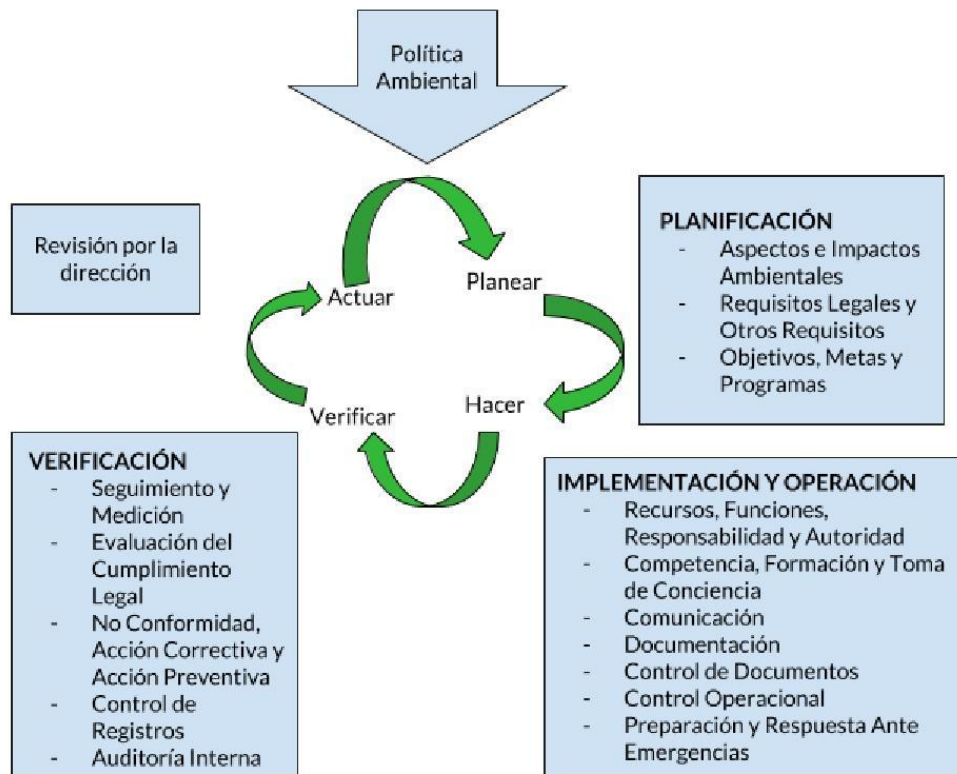 Política
Ambiental
Revisión por la
dirección
Actuar
Planear
Verificar
Hacer
PLANIFICACIÓN
- Aspectos e Impactos
Ambientales
- Requisitos Legales y
Otros Requisitos
- Objetivos, Metas y
Programas
VERIFICACIÓN
- Seguimiento y
Medición
- Evaluación del
Cumplimiento
Legal
- No Conformidad,
Acción Correctiva y
Acción Preventiva
- Control de
Registros
- Auditoría Interna
IMPLEMENTACIÓN Y OPERACIÓN
- Recursos, Funciones,
Responsabilidad y Autoridad
- Competencia, Formación y Toma
de Conciencia
- Comunicación
- Documentación
- Control de Documentos
- Control Operacional
- Preparación y Respuesta Ante
Emergencias